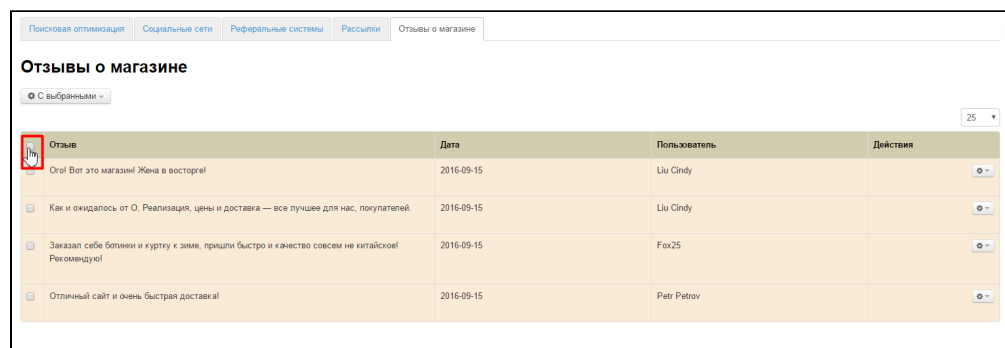 Поисковая оптимизация Социальные сети Реферальные системы Рассылки Отзывы о магазине
Отзывы о магазине
С выбранными
25
Отзыв Дата Пользователь Действия
Ого! Вот это магазин! Жена в восторге! 2016-09-15 Liu Cindy
Как и ожидалось от О, Реализация, цены и доставка — все лучшее для нас, покупателей. 2016-09-15 Liu Cindy
Заказал себе ботинки и куртку к зиме, пришли быстро и качество совсем не китайское! 2016-09-15 Fox25
Рекомендую!
Отличный сайт и очень быстрая доставка! 2016-09-15 Petr Petrov